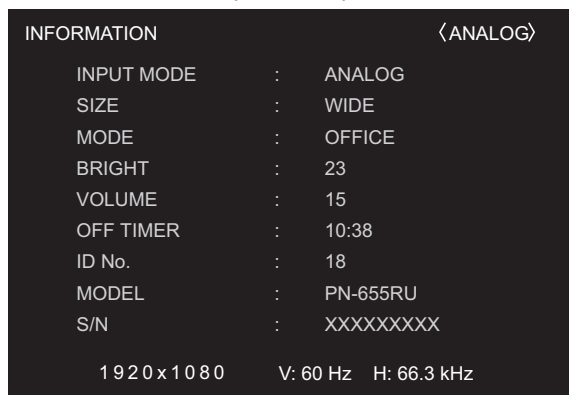 INFORMATION 〈ANALOG〉
INPUT MODE : ANALOG
SIZE : WIDE
MODE : OFFICE
BRIGHT : 23
VOLUME : 15
OFF TIMER : 10:38
ID No. : 18
MODEL : PN-655RU
S/N : XXXXXXXXX
1920x1080 V: 60 Hz H: 66.3 kHz